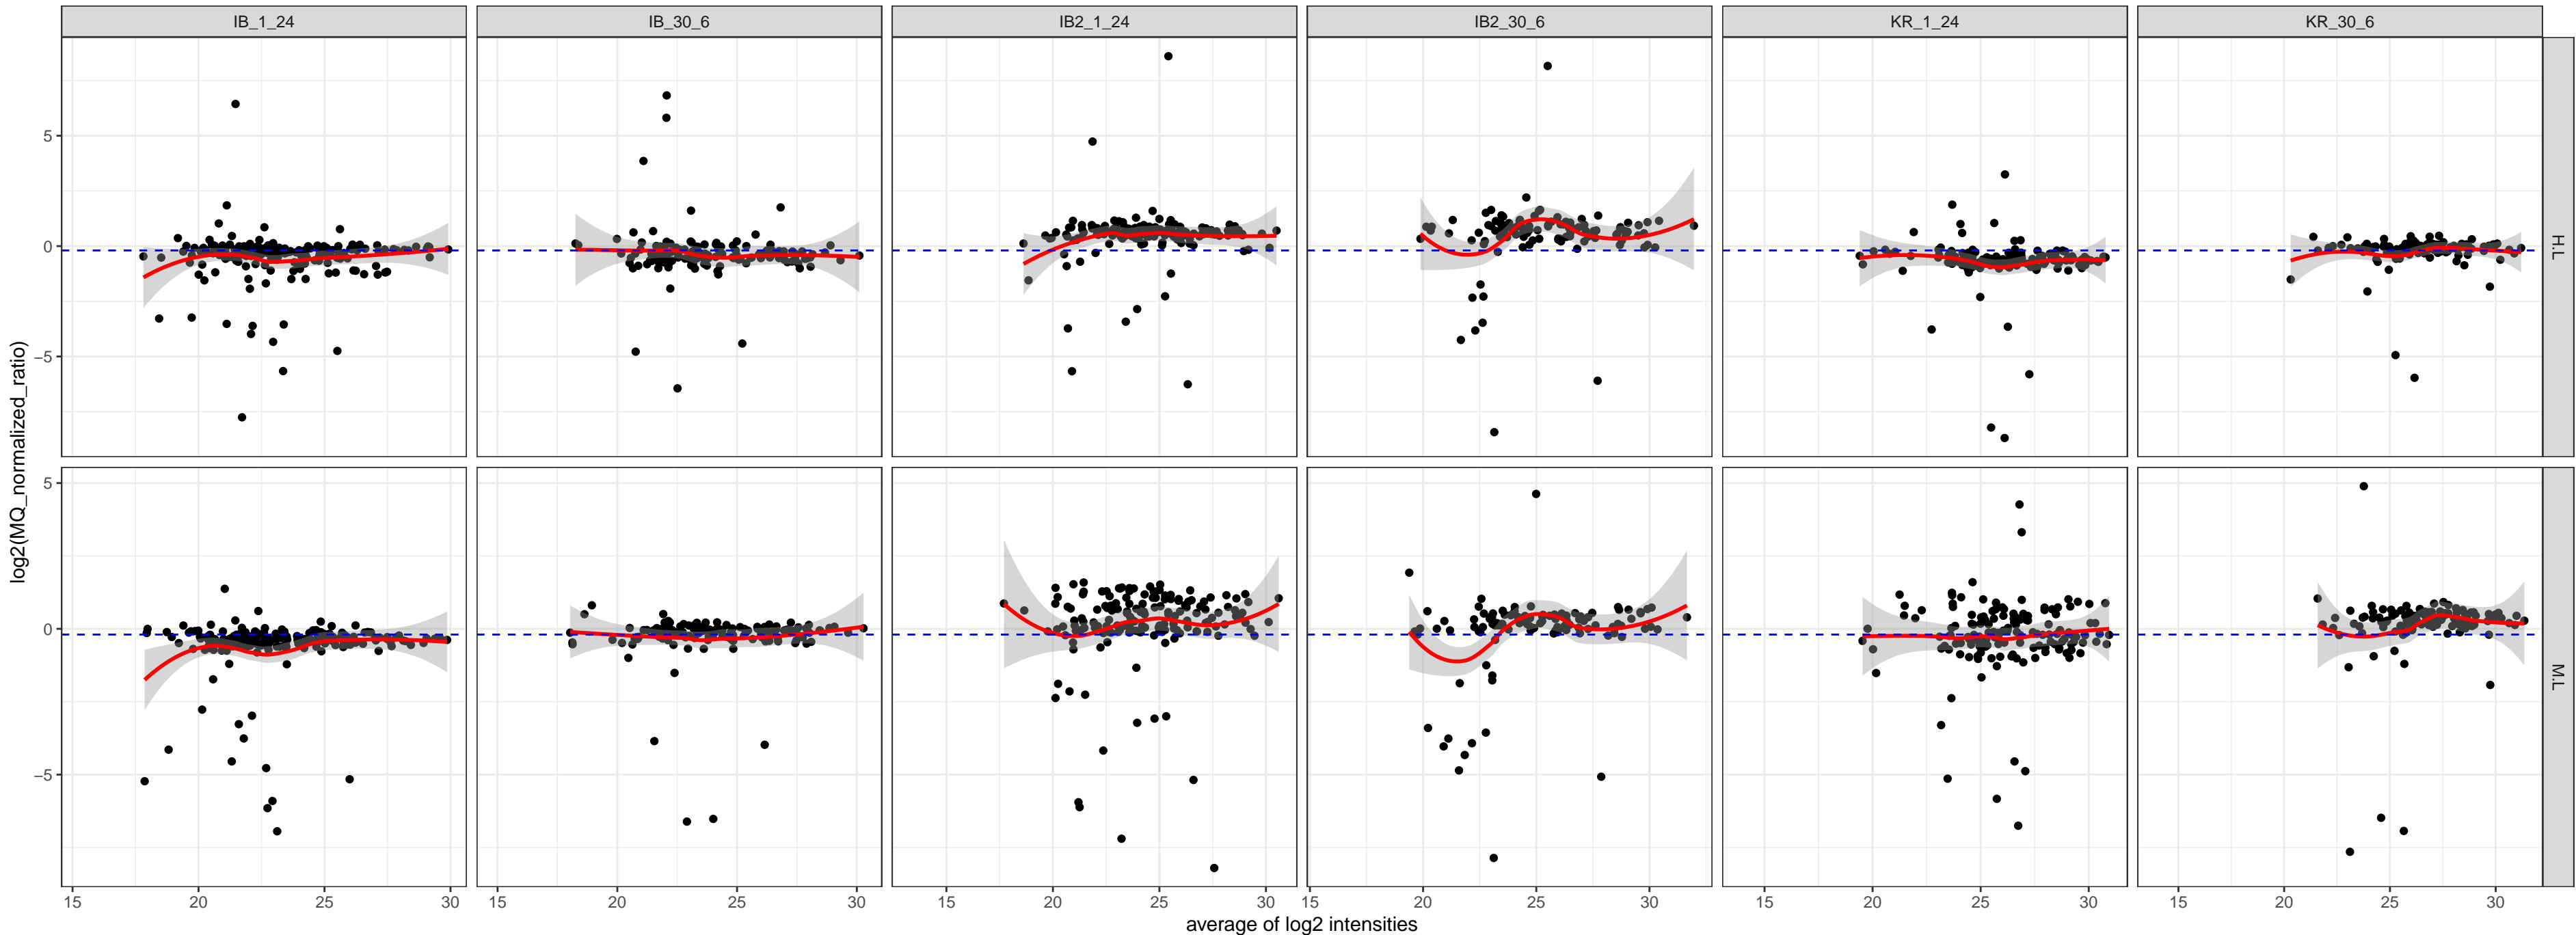 IB_1_24 IB_30_6 IB2_1_24 IB2_30_6 KR_1_24 KR_30_6
5
0
−5
H.L
5
0
−5
M.L
15 20 25 30 15 20 25 30 15 20 25 30 15 20 25 30 15 20 25 30 15 20 25 30
average of log2 intensities
log2(MQ_normalized_ratio)